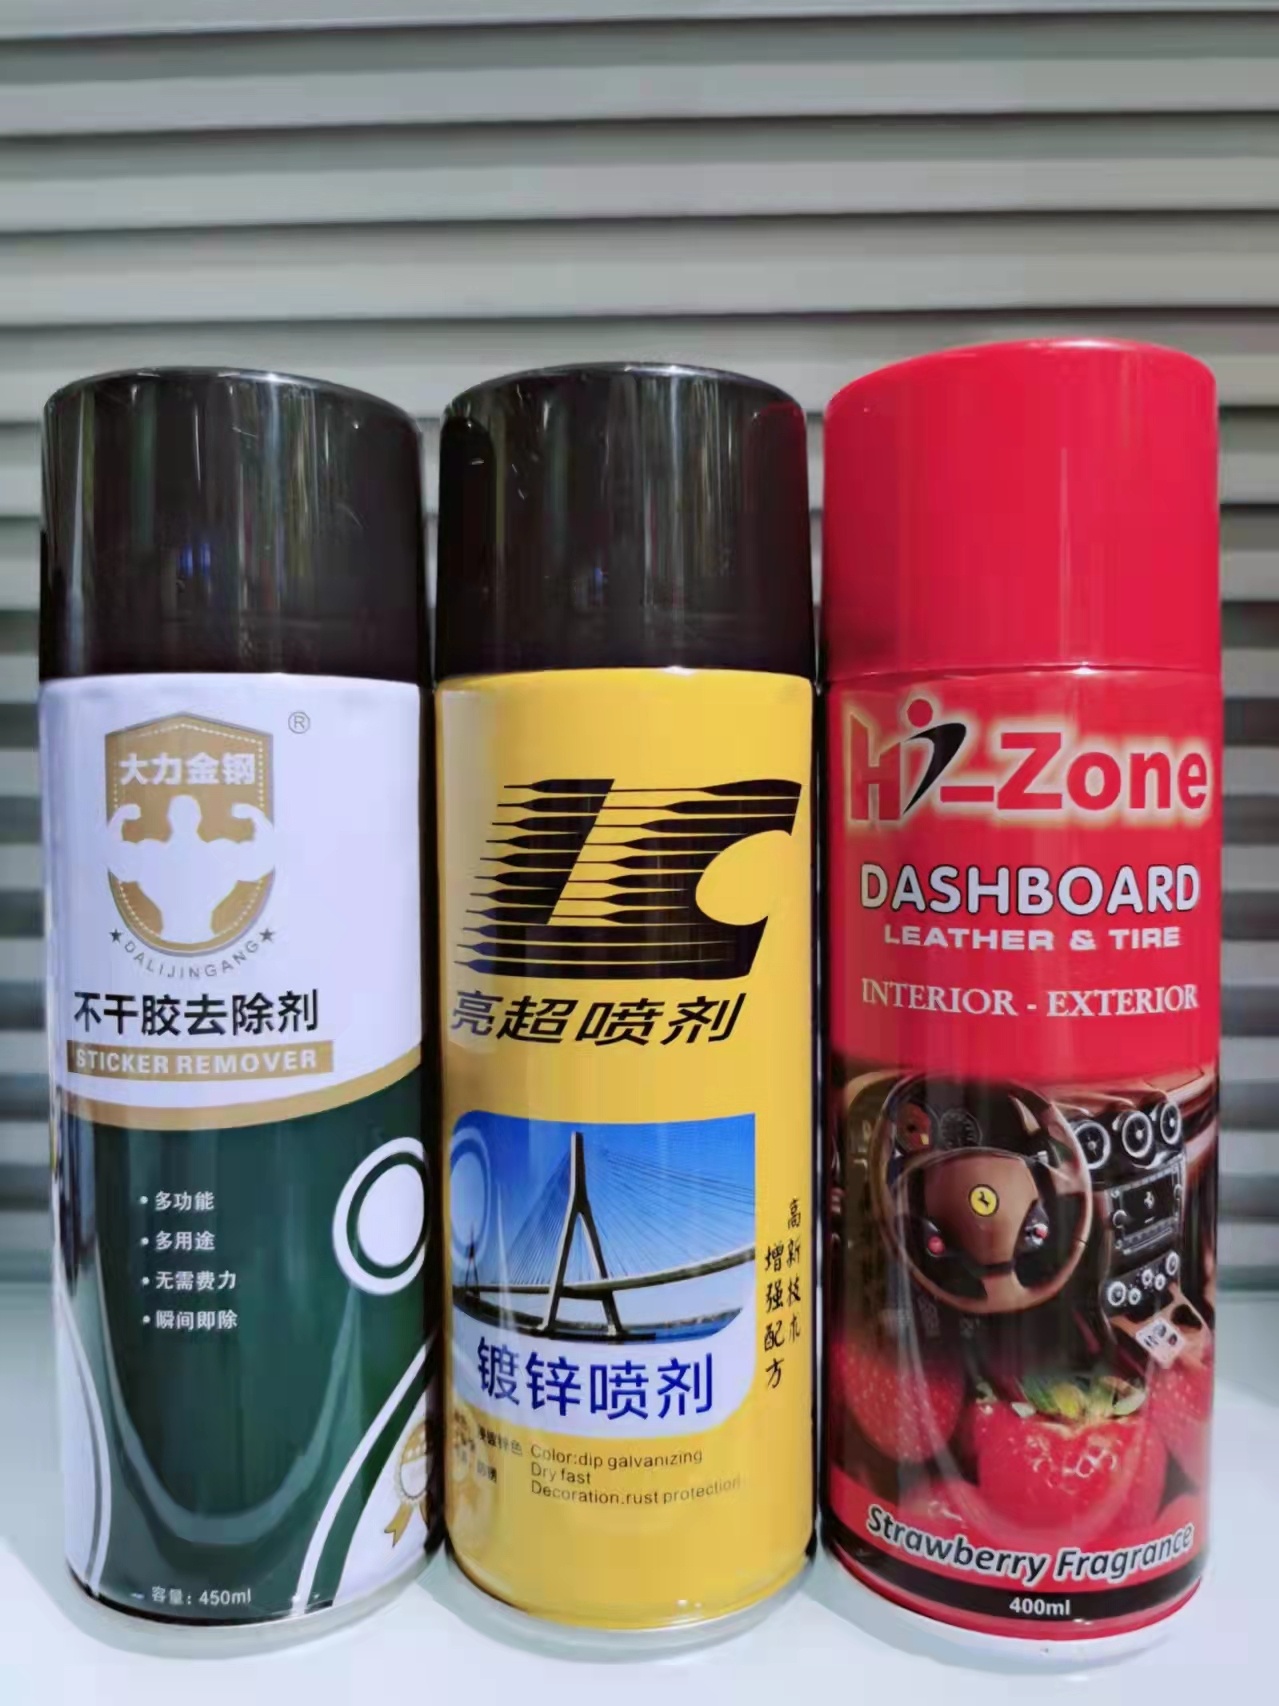 大力金钢
®
DALIJINGANG
不干胶去除剂
STICKER REMOVER
• 多功能
• 多用途
• 无需费力
• 瞬间即除
容量: 450ml
LC
亮超喷剂
高新技术
增强配方
镀锌喷剂
Color:dip galvanizing
Dry fast
Decoration.rust protection
Hi-Zone
DASHBOARD
LEATHER & TIRE
INTERIOR - EXTERIOR
Strawberry Fragrance
400ml